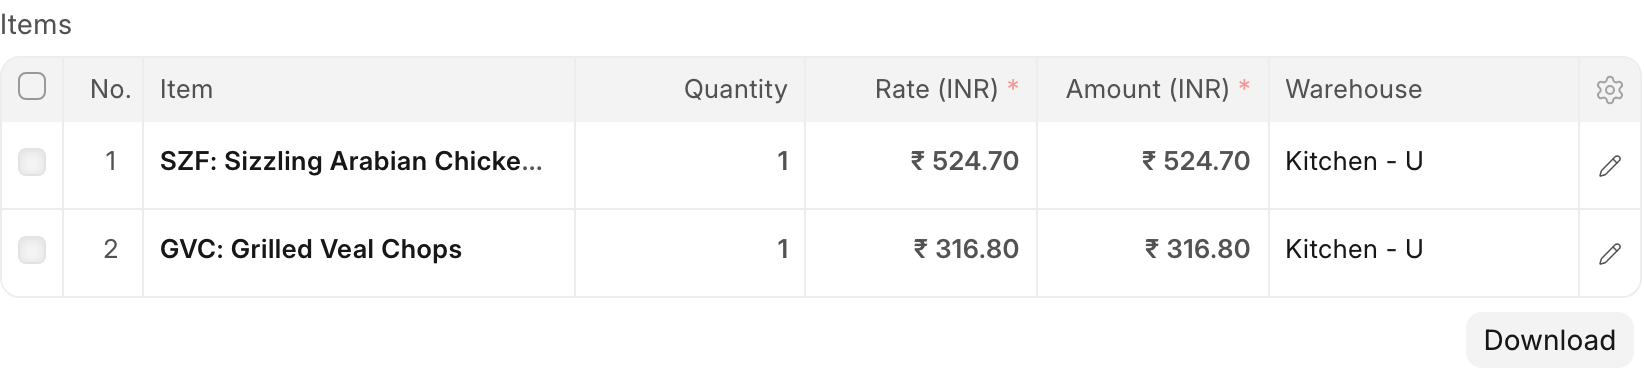 Items
No. Item Quantity Rate (INR) * Amount (INR) * Warehouse
1 SZF: Sizzling Arabian Chicke... 1 ₹ 524.70 ₹ 524.70 Kitchen - U
2 GVC: Grilled Veal Chops 1 ₹ 316.80 ₹ 316.80 Kitchen - U
Download